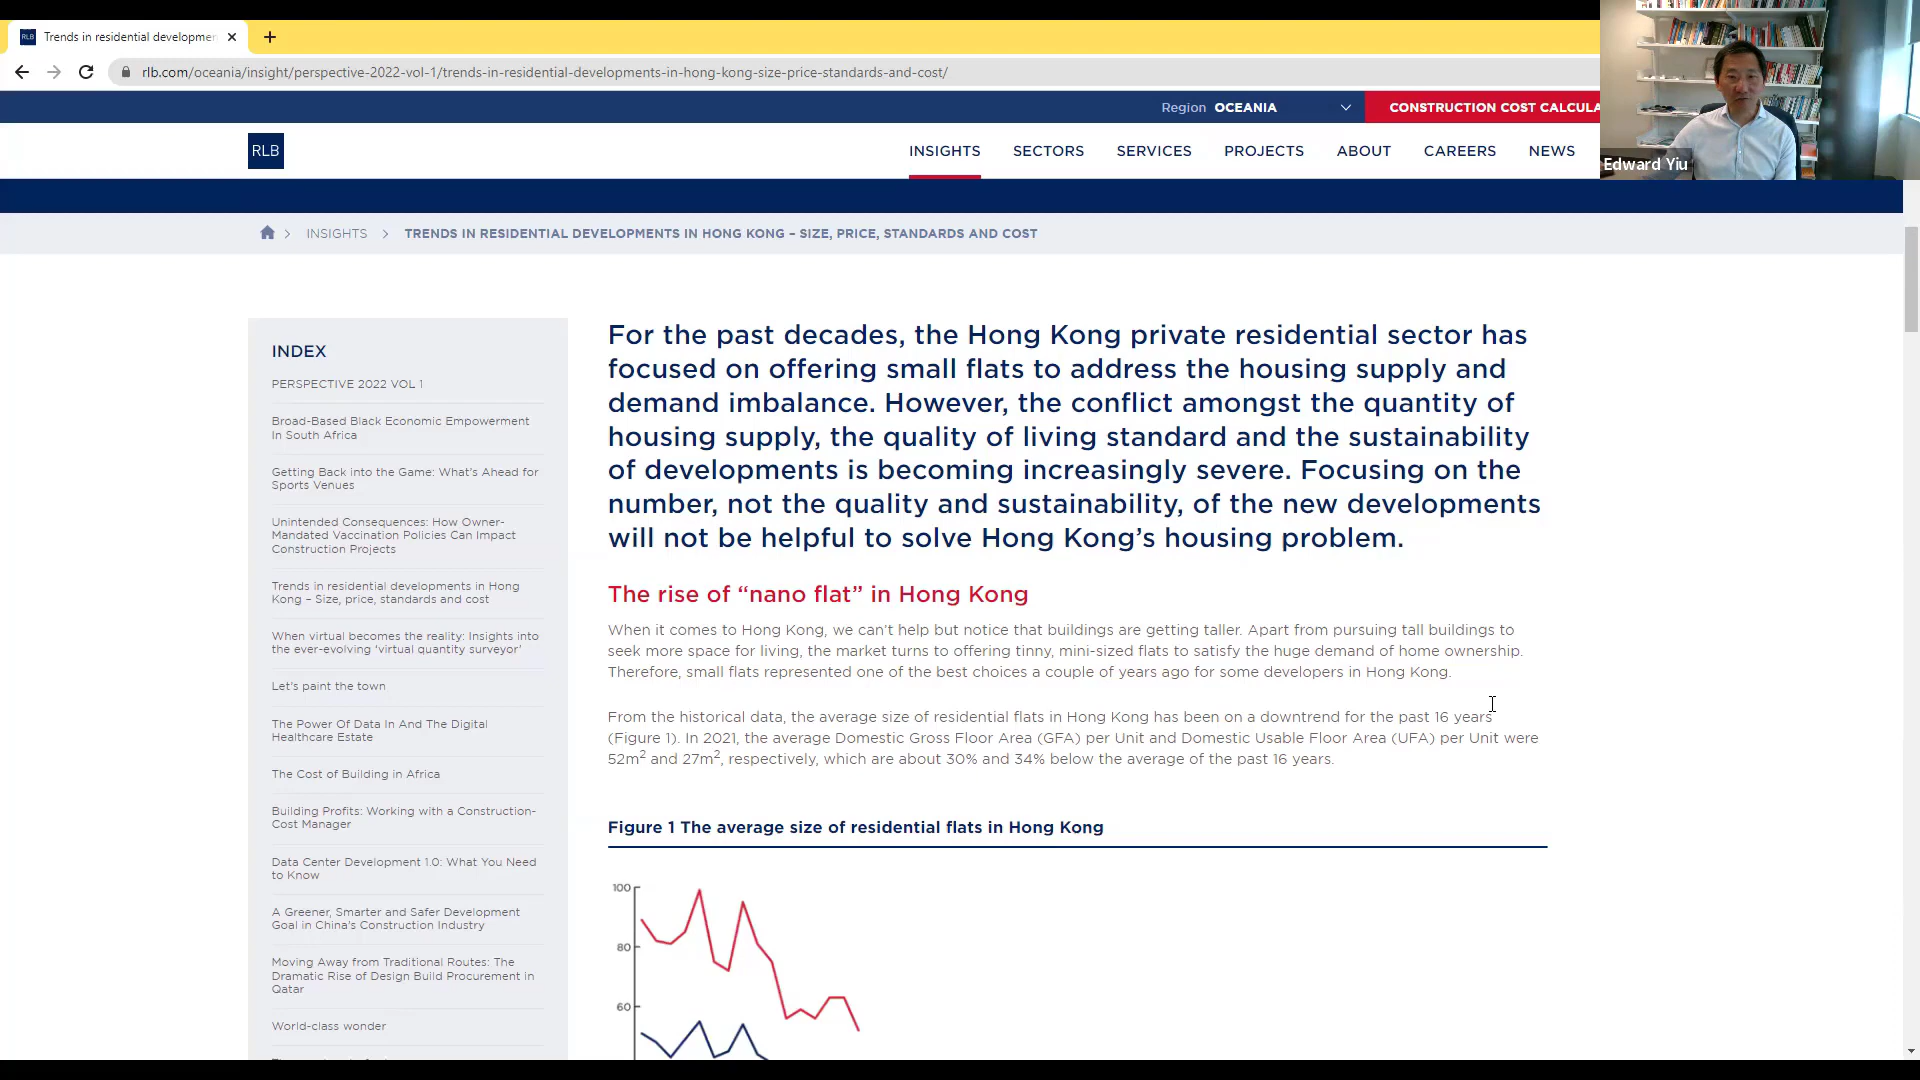 RLB
Trends in residential developme
rlb.com/oceania/insight/perspective-2022-vol-1/trends-in-residential-developments-in-hong-kong-size-price-standards-and-cost/
Region OCEANIA
CONSTRUCTION COST CALCULA
RLB
INSIGHTS
SECTORS
SERVICES
PROJECTS
ABOUT
CAREERS
NEWS
Edward Yiu
INSIGHTS
TRENDS IN RESIDENTIAL DEVELOPMENTS IN HONG KONG – SIZE, PRICE, STANDARDS AND COST
INDEX
PERSPECTIVE 2022 VOL 1
Broad-Based Black Economic Empowerment
In South Africa
Getting Back into the Game: What's Ahead for
Sports Venues
Unintended Consequences: How Owner-
Mandated Vaccination Policies Can Impact
Construction Projects
Trends in residential developments in Hong
Kong – Size, price, standards and cost
When virtual becomes the reality: Insights into
the ever-evolving 'virtual quantity surveyor'
Let's paint the town
The Power Of Data In And The Digital
Healthcare Estate
The Cost of Building in Africa
Building Profits: Working with a Construction-
Cost Manager
Data Center Development 1.0: What You Need
to Know
A Greener, Smarter and Safer Development
Goal in China's Construction Industry
Moving Away from Traditional Routes: The
Dramatic Rise of Design Build Procurement in
Qatar
World-class wonder
For the past decades, the Hong Kong private residential sector has
focused on offering small flats to address the housing supply and
demand imbalance. However, the conflict amongst the quantity of
housing supply, the quality of living standard and the sustainability
of developments is becoming increasingly severe. Focusing on the
number, not the quality and sustainability, of the new developments
will not be helpful to solve Hong Kong's housing problem.
The rise of “nano flat” in Hong Kong
When it comes to Hong Kong, we can't help but notice that buildings are getting taller. Apart from pursuing tall buildings to
seek more space for living, the market turns to offering tinny, mini-sized flats to satisfy the huge demand of home ownership.
Therefore, small flats represented one of the best choices a couple of years ago for some developers in Hong Kong.
From the historical data, the average size of residential flats in Hong Kong has been on a downtrend for the past 16 years
(Figure 1). In 2021, the average Domestic Gross Floor Area (GFA) per Unit and Domestic Usable Floor Area (UFA) per Unit were
52m² and 27m², respectively, which are about 30% and 34% below the average of the past 16 years.
Figure 1 The average size of residential flats in Hong Kong
100
80
60